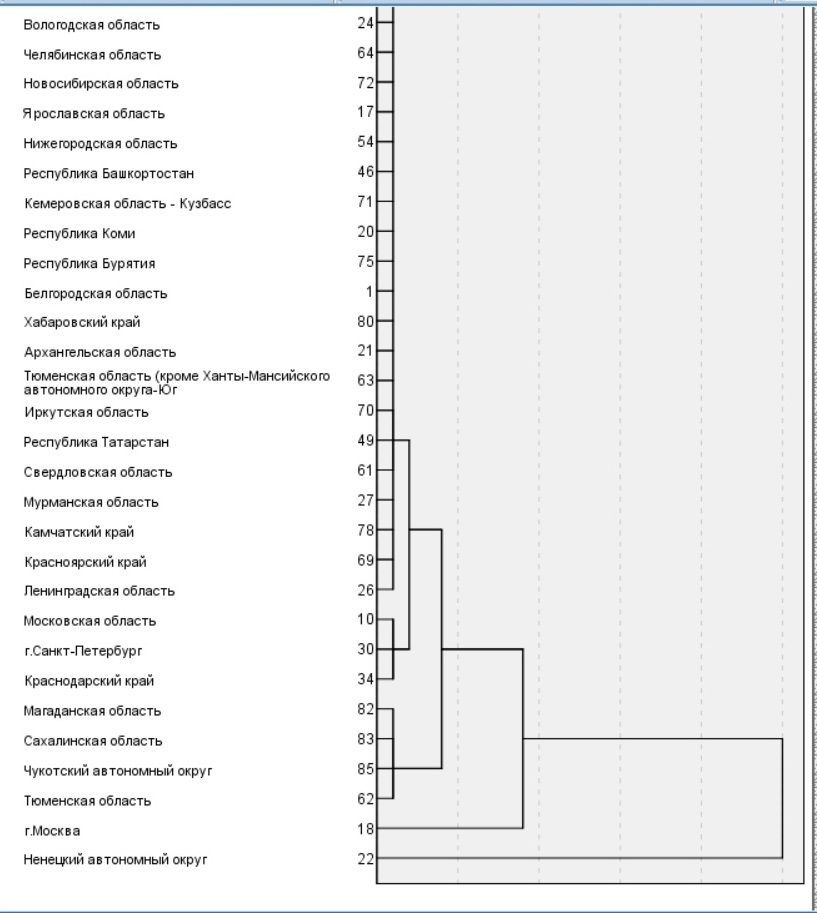 Вологодская область 24
Челябинская область 64
Новосибирская область 72
Ярославская область 17
Нижегородская область 54
Республика Башкортостан 46
Кемеровская область - Кузбасс 71
Республика Коми 20
Республика Бурятия 75
Белгородская область 1
Хабаровский край 80
Архангельская область 21
Тюменская область (кроме Ханты-Мансийского
автономного округа-Юг 63
Иркутская область 70
Республика Татарстан 49
Свердловская область 61
Мурманская область 27
Камчатский край 78
Красноярский край 69
Ленинградская область 26
Московская область 10
г.Санкт-Петербург 30
Краснодарский край 34
Магаданская область 82
Сахалинская область 83
Чукотский автономный округ 85
Тюменская область 62
г.Москва 18
Ненецкий автономный округ 22